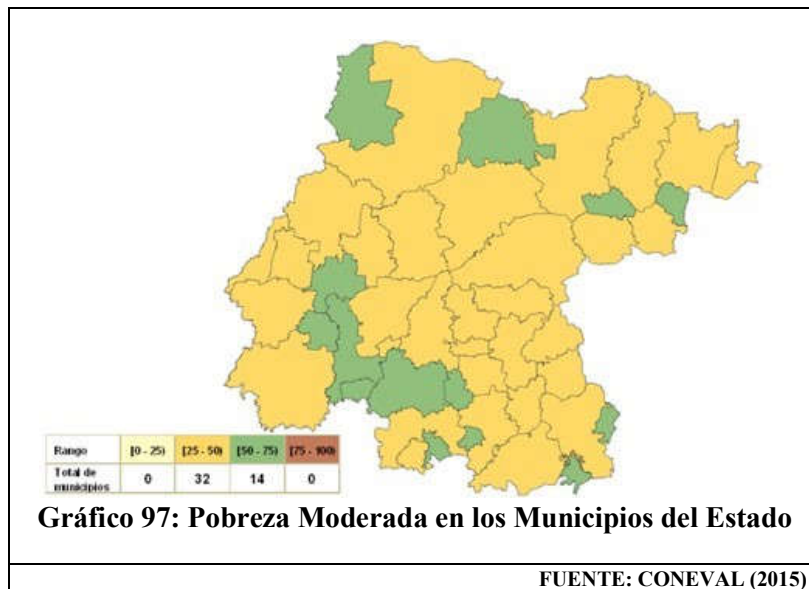 Rango [0 - 25) [25 - 50) [50 - 75) [75 - 100)
Total de municipios 0 32 14 0
Gráfico 97: Pobreza Moderada en los Municipios del Estado
FUENTE: CONEVAL (2015)